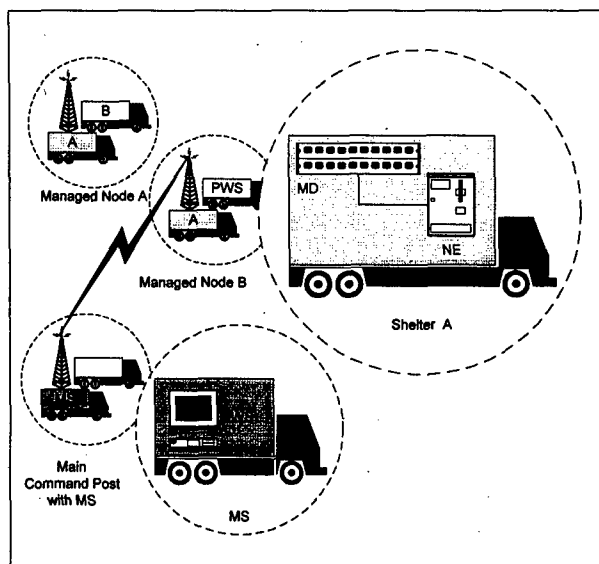 B
A
Managed Node A
PWS
A
Managed Node B
MD
NE
Shelter A
Main
Command Post
with MS
MS